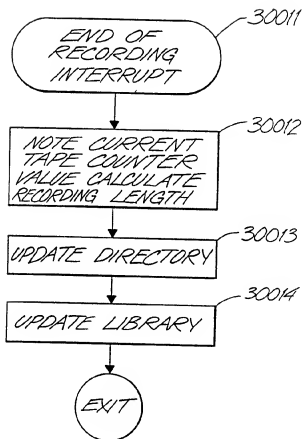 30011
END OF
RECORDING
INTERRUPT
30012
NOTE CURRENT
TAPE COUNTER
VALUE CALCULATE
RECORDING LENGTH
30013
UPDATE DIRECTORY
30014
UPDATE LIBRARY
EXIT